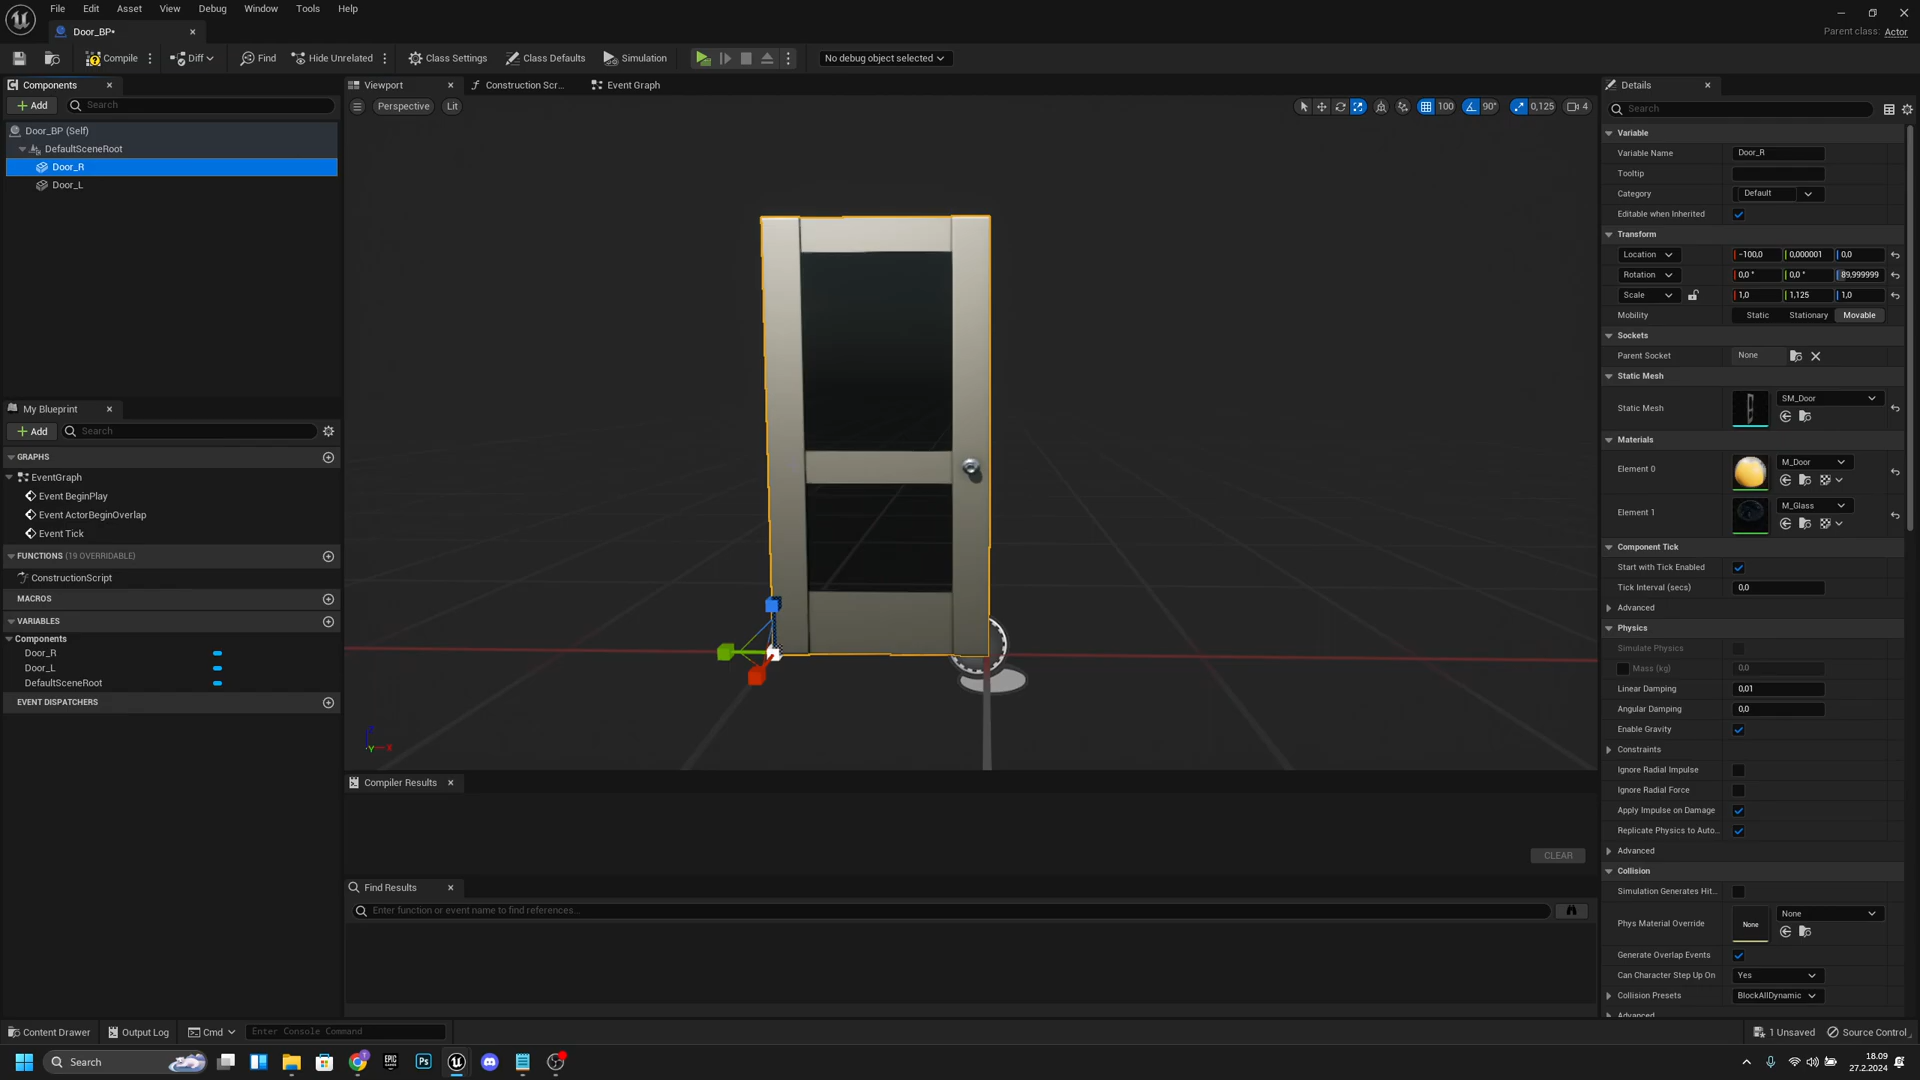 File Edit Asset View Debug Window Tools Help
Door_BP•
Parent class: Actor
Compile Diff Find Hide Unrelated Class Settings Class Defaults Simulation No debug object selected
Components
Add Search
Door_BP (Self)
DefaultSceneRoot
Door_R
Door_L
My Blueprint
Add Search
GRAPHS
EventGraph
Event BeginPlay
Event ActorBeginOverlap
Event Tick
FUNCTIONS (19 OVERRIDABLE)
ConstructionScript
MACROS
VARIABLES
Components
Door_R
Door_L
DefaultSceneRoot
EVENT DISPATCHERS
Viewport Construction Scr... Event Graph
Perspective Lit 100 90° 0,125 4
Z
Y X
Compiler Results
CLEAR
Find Results
Enter function or event name to find references...
Details
Search
Variable
Variable Name Door_R
Tooltip
Category Default
Editable when Inherited
Transform
Location -100,0 0,000001 0,0
Rotation 0,0 ° 0,0 ° 89,999999
Scale 1,0 1,125 1,0
Mobility Static Stationary Movable
Sockets
Parent Socket None
Static Mesh
Static Mesh SM_Door
Materials
Element 0 M_Door
Element 1 M_Glass
Component Tick
Start with Tick Enabled
Tick Interval (secs) 0,0
Advanced
Physics
Simulate Physics
Mass (kg) 0,0
Linear Damping 0,01
Angular Damping 0,0
Enable Gravity
Constraints
Ignore Radial Impulse
Ignore Radial Force
Apply Impulse on Damage
Replicate Physics to Auto...
Advanced
Collision
Simulation Generates Hit...
Phys Material Override None None
Generate Overlap Events
Can Character Step Up On Yes
Collision Presets BlockAllDynamic
Advanced
Content Drawer Output Log Cmd Enter Console Command 1 Unsaved Source Control
Search
EPIC GAMES
Ps
18.09
27.2.2024